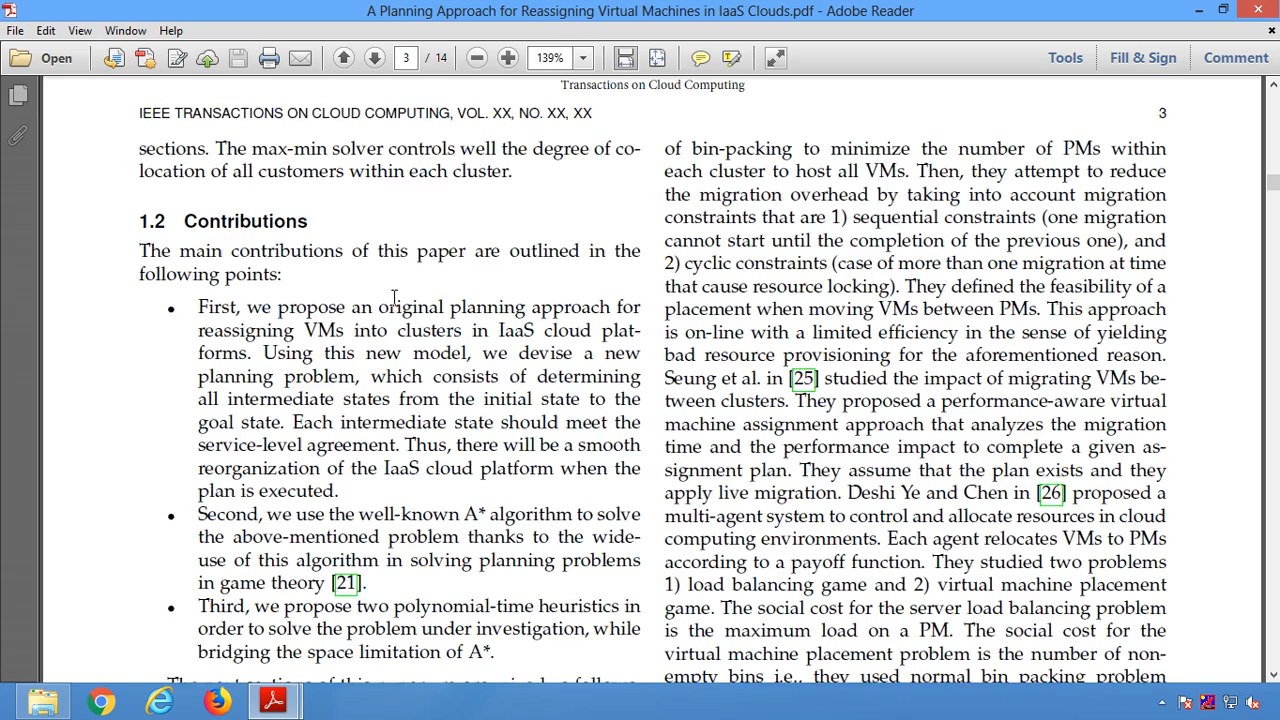 A Planning Approach for Reassigning Virtual Machines in IaaS Clouds.pdf - Adobe Reader
File Edit View Window Help
Open
3 / 14
139%
Tools
Fill & Sign
Comment
Transactions on Cloud Computing
IEEE TRANSACTIONS ON CLOUD COMPUTING, VOL. XX, NO. XX, XX
3
sections. The max-min solver controls well the degree of co-
location of all customers within each cluster.
1.2 Contributions
The main contributions of this paper are outlined in the
following points:
• First, we propose an original planning approach for
reassigning VMs into clusters in IaaS cloud plat-
forms. Using this new model, we devise a new
planning problem, which consists of determining
all intermediate states from the initial state to the
goal state. Each intermediate state should meet the
service-level agreement. Thus, there will be a smooth
reorganization of the IaaS cloud platform when the
plan is executed.
• Second, we use the well-known A* algorithm to solve
the above-mentioned problem thanks to the wide-
use of this algorithm in solving planning problems
in game theory [21].
• Third, we propose two polynomial-time heuristics in
order to solve the problem under investigation, while
bridging the space limitation of A*.
of bin-packing to minimize the number of PMs within
each cluster to host all VMs. Then, they attempt to reduce
the migration overhead by taking into account migration
constraints that are 1) sequential constraints (one migration
cannot start until the completion of the previous one), and
2) cyclic constraints (case of more than one migration at time
that cause resource locking). They defined the feasibility of a
placement when moving VMs between PMs. This approach
is on-line with a limited efficiency in the sense of yielding
bad resource provisioning for the aforementioned reason.
Seung et al. in [25] studied the impact of migrating VMs be-
tween clusters. They proposed a performance-aware virtual
machine assignment approach that analyzes the migration
time and the performance impact to complete a given as-
signment plan. They assume that the plan exists and they
apply live migration. Deshi Ye and Chen in [26] proposed a
multi-agent system to control and allocate resources in cloud
computing environments. Each agent relocates VMs to PMs
according to a payoff function. They studied two problems
1) load balancing game and 2) virtual machine placement
game. The social cost for the server load balancing problem
is the maximum load on a PM. The social cost for the
virtual machine placement problem is the number of non-
empty bins i.e., they used normal bin packing problem